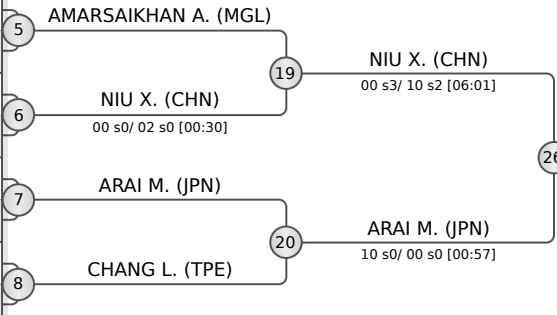 AMARSAIKHAN A. (MGL)
5
NIU X. (CHN)
19
00 s3/ 10 s2 [06:01]
NIU X. (CHN)
6
00 s0/ 02 s0 [00:30]
26
ARAI M. (JPN)
7
ARAI M. (JPN)
20
10 s0/ 00 s0 [00:57]
CHANG L. (TPE)
8